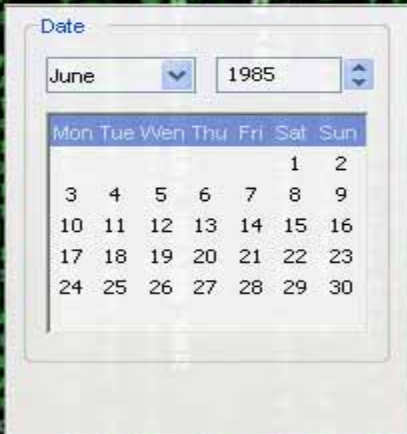 Date
June 1985
Mon Tue Wen Thu Fri Sat Sun
1 2
3 4 5 6 7 8 9
10 11 12 13 14 15 16
17 18 19 20 21 22 23
24 25 26 27 28 29 30